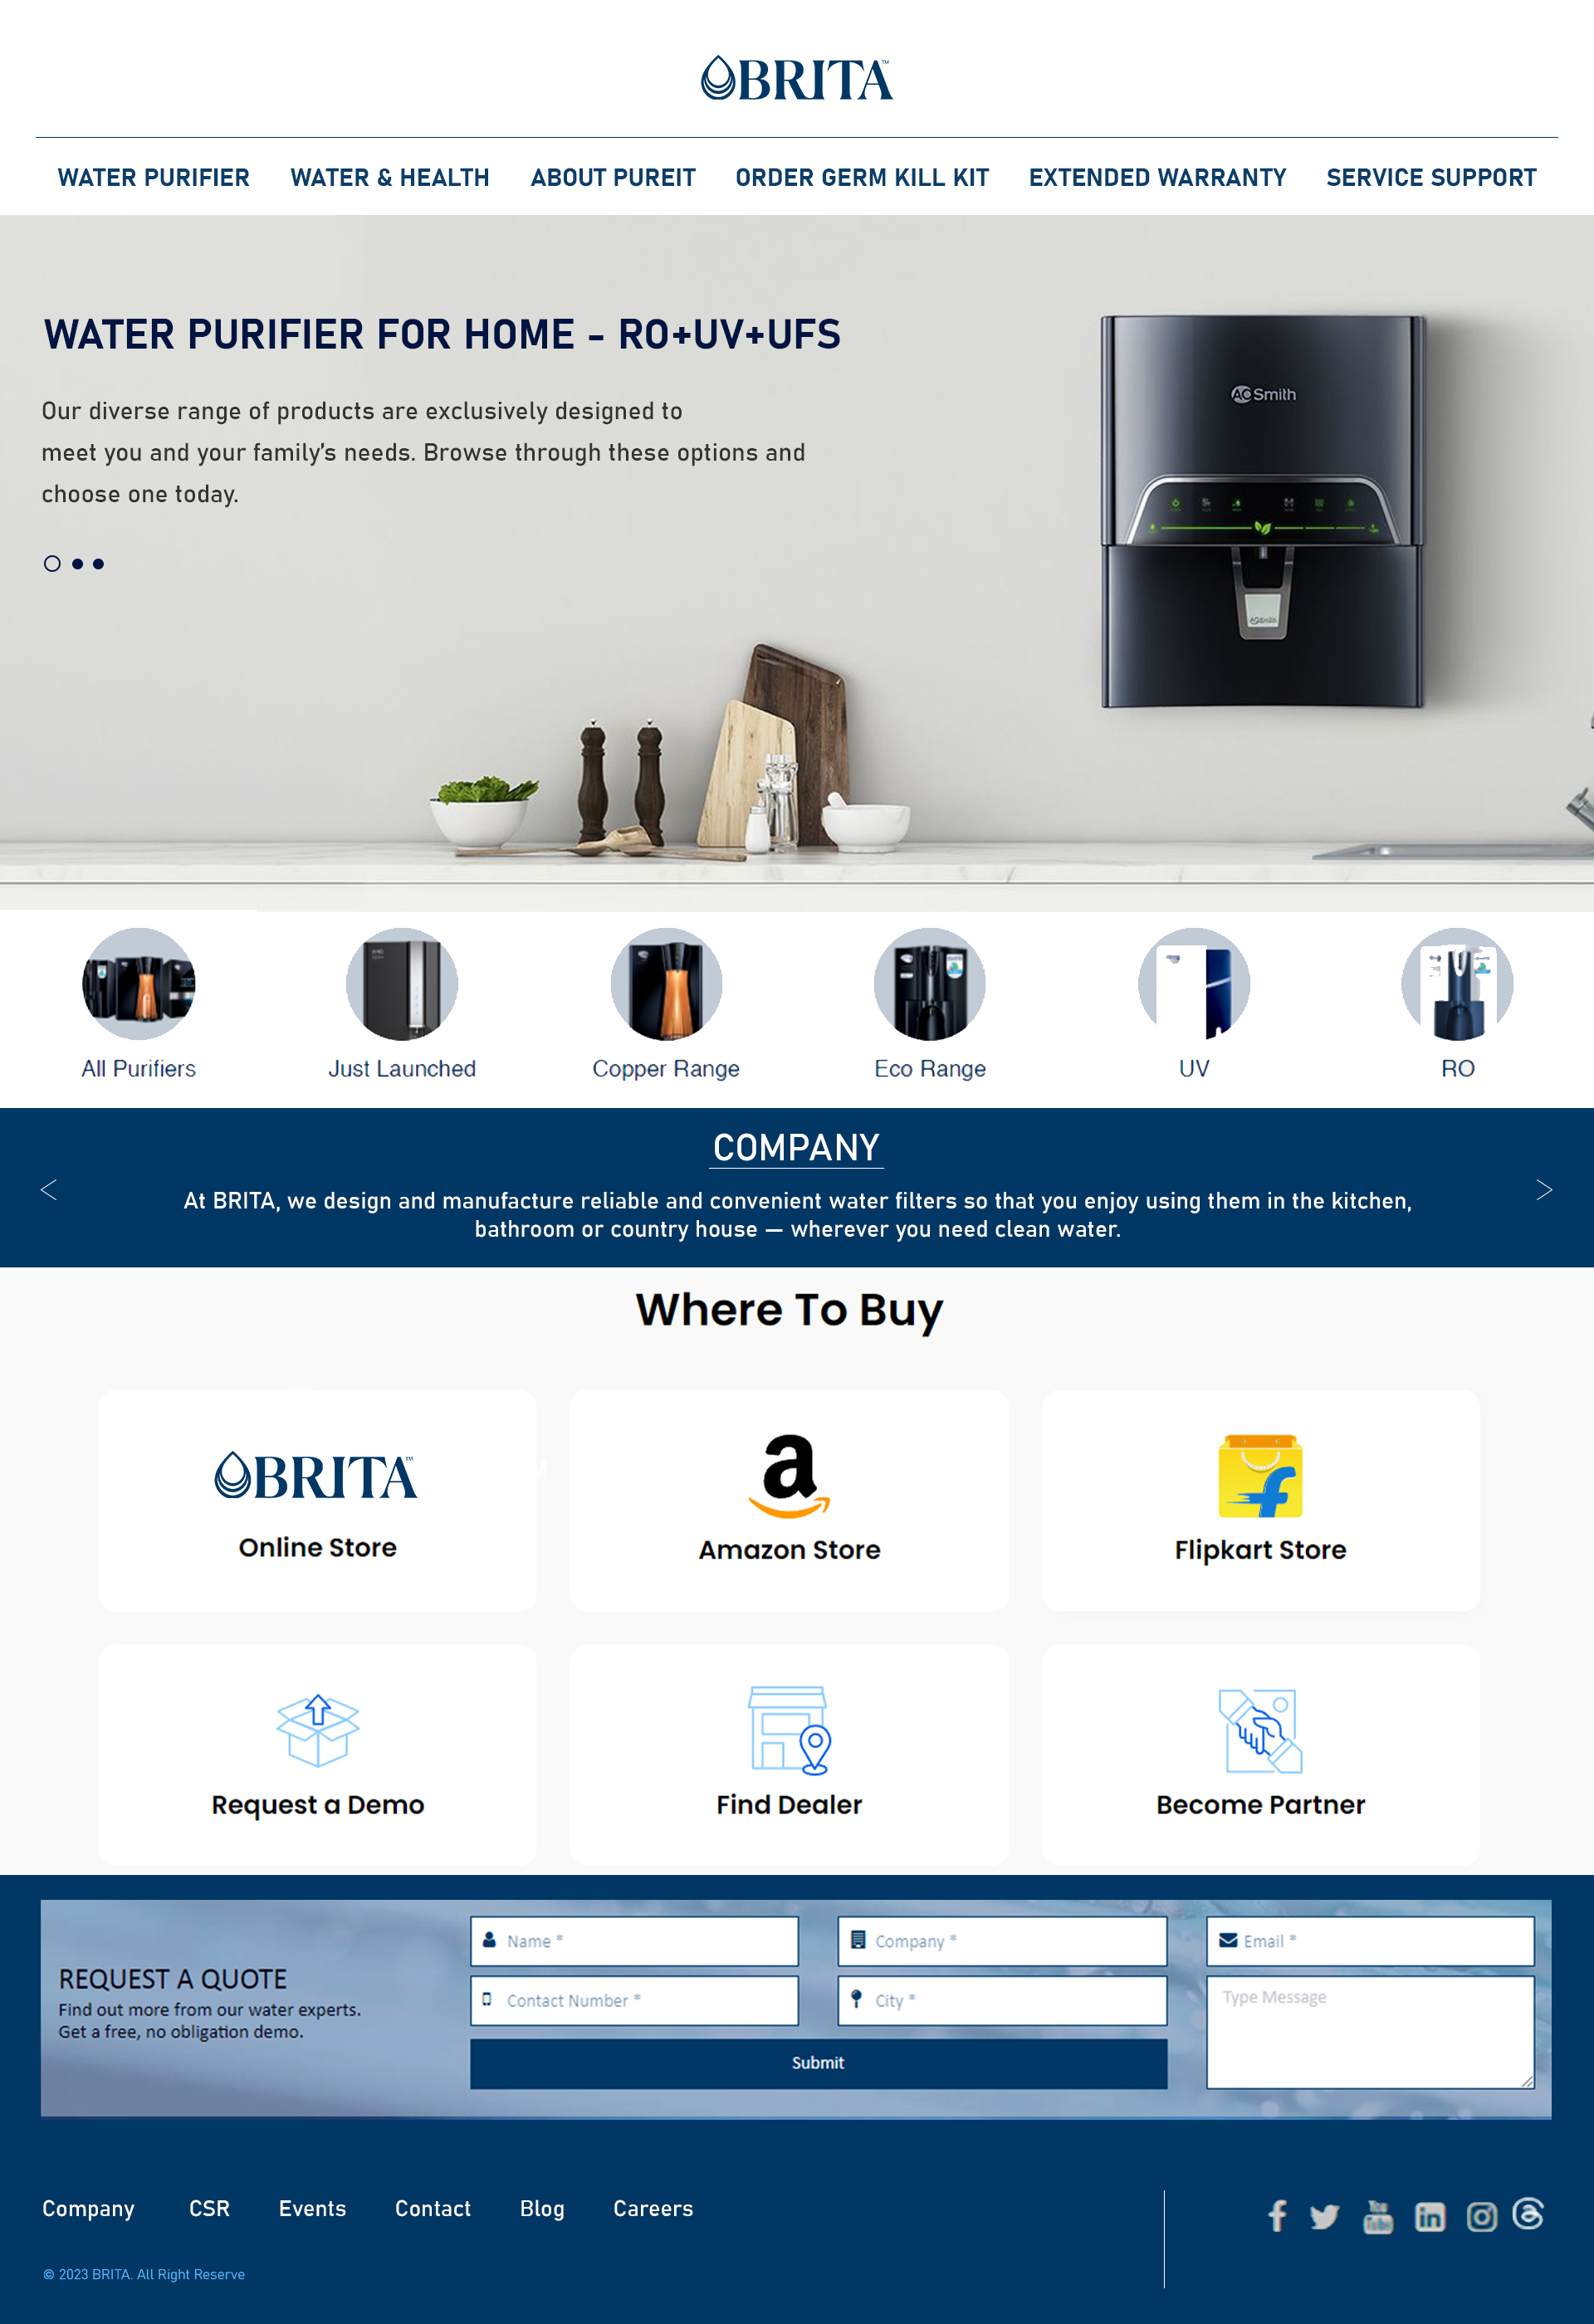 BRITA™
WATER PURIFIER WATER & HEALTH ABOUT PUREIT ORDER GERM KILL KIT EXTENDED WARRANTY SERVICE SUPPORT
WATER PURIFIER FOR HOME - RO+UV+UFS
Our diverse range of products are exclusively designed to
meet you and your family's needs. Browse through these options and
choose one today.
AO Smith
AO Smith
All Purifiers Just Launched Copper Range Eco Range UV RO
COMPANY
< >
At BRITA, we design and manufacture reliable and convenient water filters so that you enjoy using them in the kitchen,
bathroom or country house — wherever you need clean water.
Where To Buy
BRITA™
Online Store Amazon Store Flipkart Store
Request a Demo Find Dealer Become Partner
Name * Company * Email *
REQUEST A QUOTE
Find out more from our water experts.
Get a free, no obligation demo.
Contact Number * City * Type Message
Submit
Company CSR Events Contact Blog Careers
You Tube
© 2023 BRITA. All Right Reserve